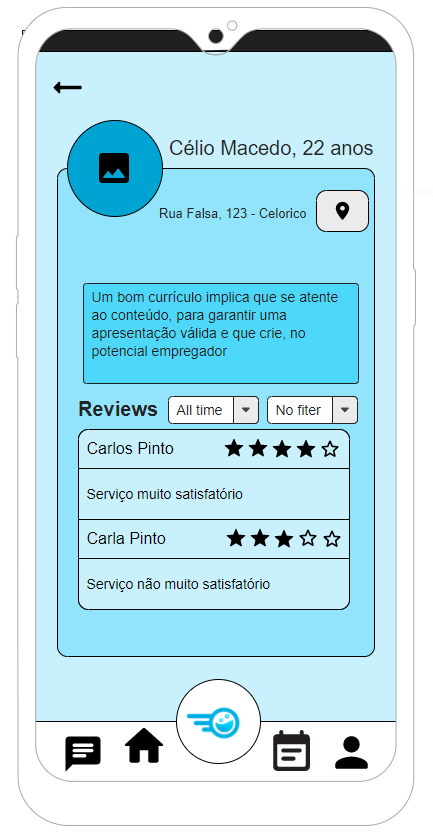 Célio Macedo, 22 anos
Rua Falsa, 123 - Celorico
Um bom currículo implica que se atente
ao conteúdo, para garantir uma
apresentação válida e que crie, no
potencial empregador
Reviews All time No fiter
Carlos Pinto
Serviço muito satisfatório
Carla Pinto
Serviço não muito satisfatório